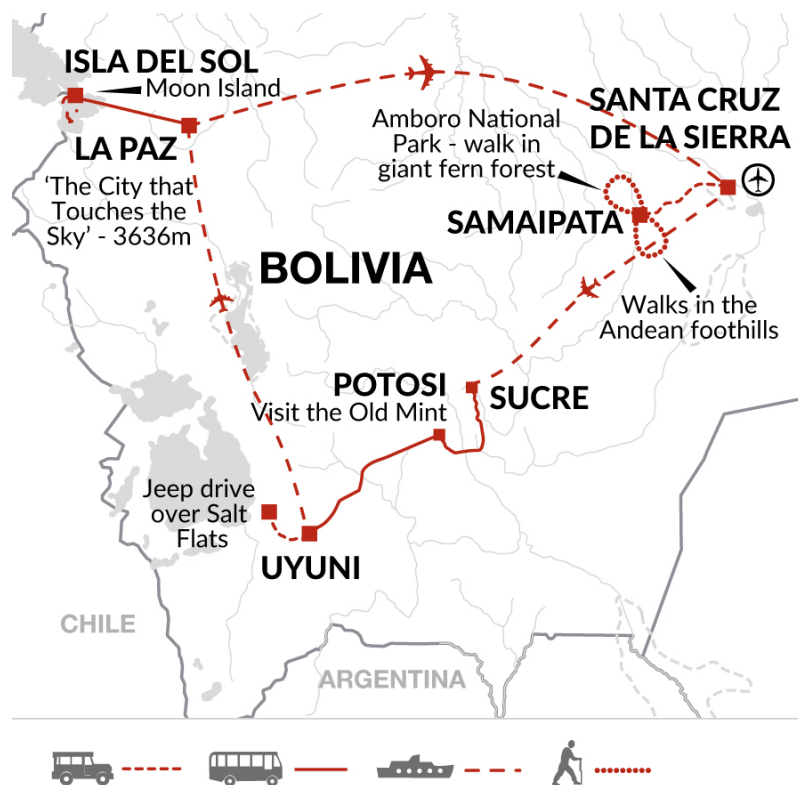 ISLA DEL SOL
Moon Island
LA PAZ
‘The City that
Touches the
Sky’ - 3636m
Amboro National
Park - walk in
giant fern forest
SANTA CRUZ
DE LA SIERRA
SAMAIPATA
Walks in the
Andean foothills
BOLIVIA
POTOSI
Visit the Old Mint
SUCRE
Jeep drive
over Salt
Flats
UYUNI
CHILE
ARGENTINA